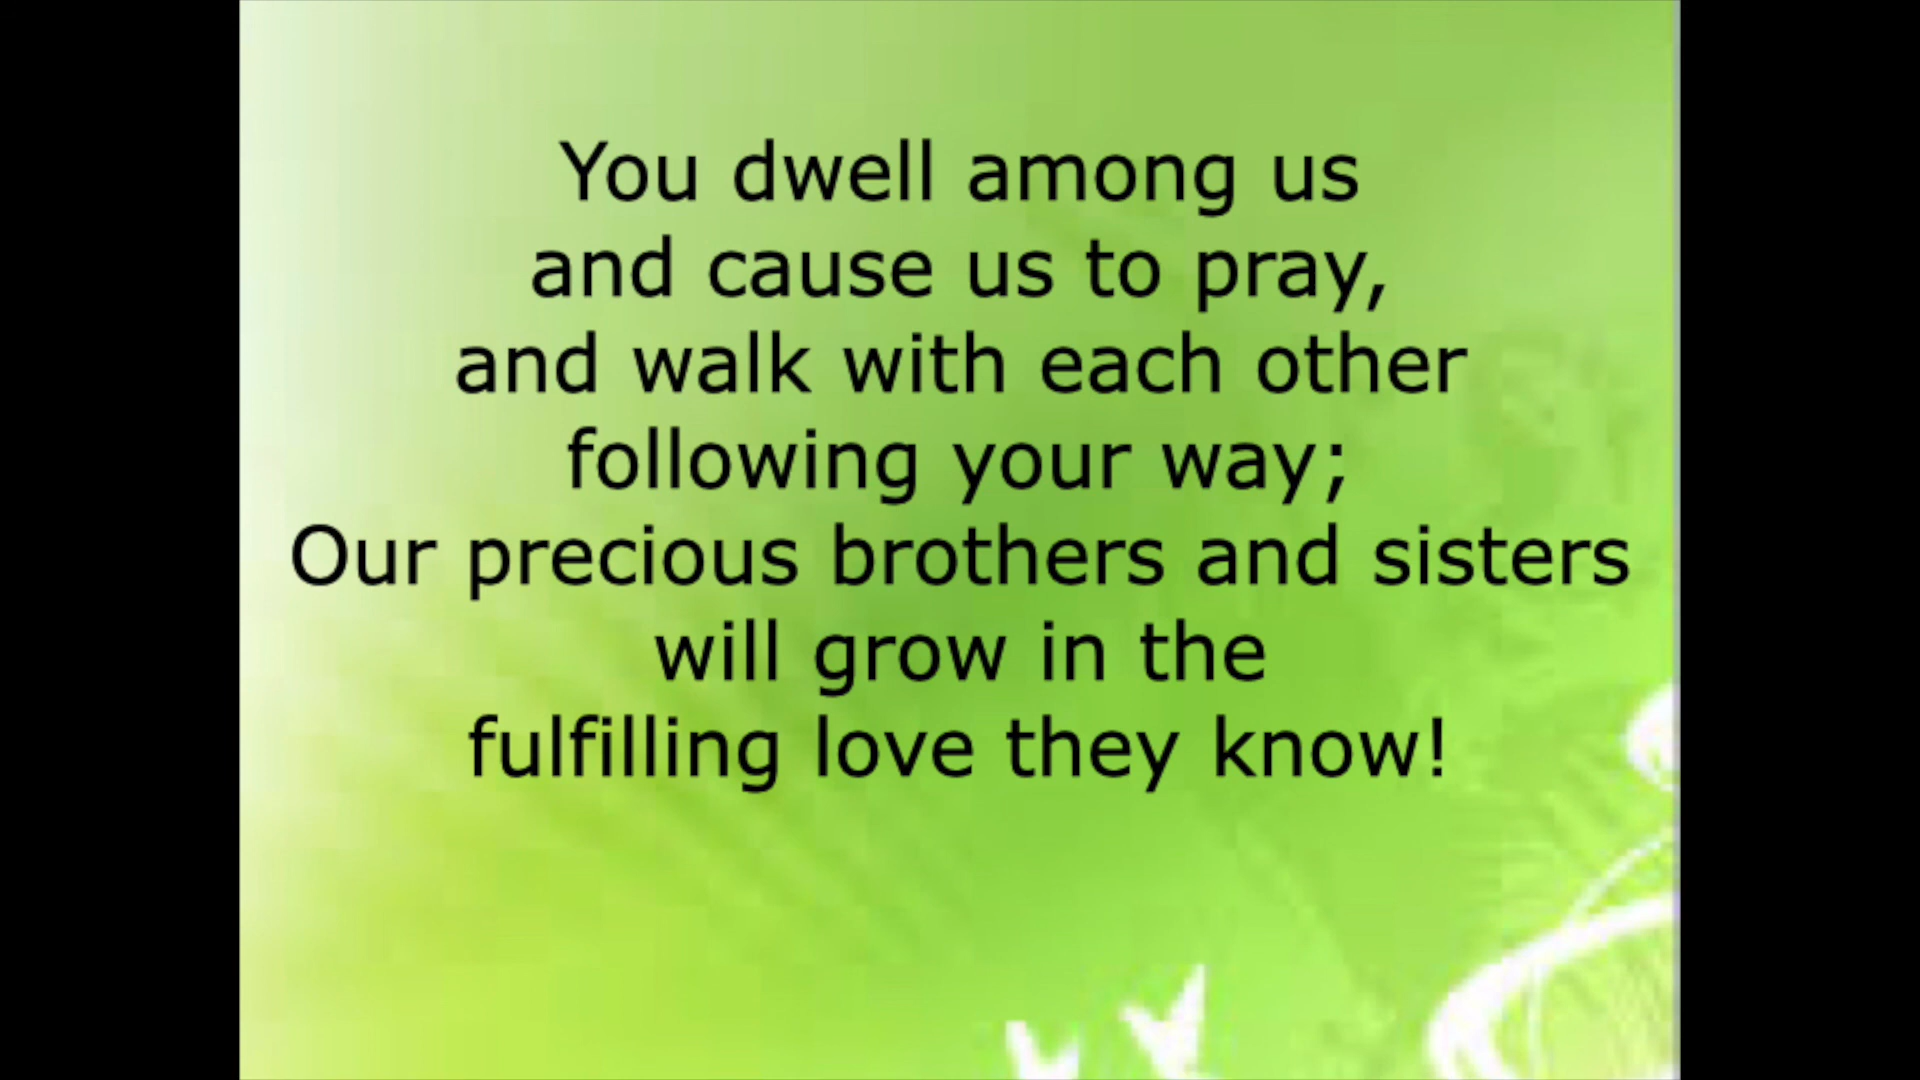 You dwell among us
and cause us to pray,
and walk with each other
following your way;
Our precious brothers and sisters
will grow in the
fulfilling love they know!